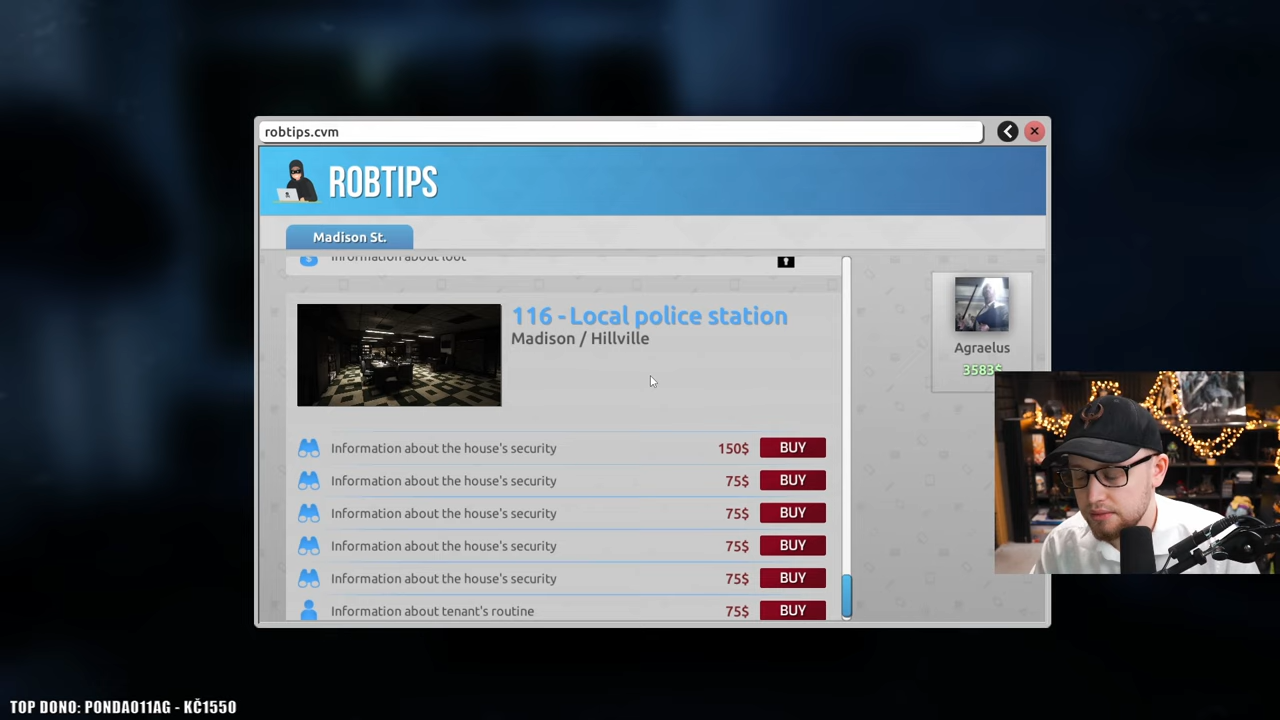 robtips.cvm
ROBTIPS
Madison St.
Information about loot
116 - Local police station
Madison / Hillville
Agraelus
3583$
Information about the house's security 150$ BUY
Information about the house's security 75$ BUY
Information about the house's security 75$ BUY
Information about the house's security 75$ BUY
Information about the house's security 75$ BUY
Information about tenant's routine 75$ BUY
TOP DONO: PONDA011AG - KČ1550